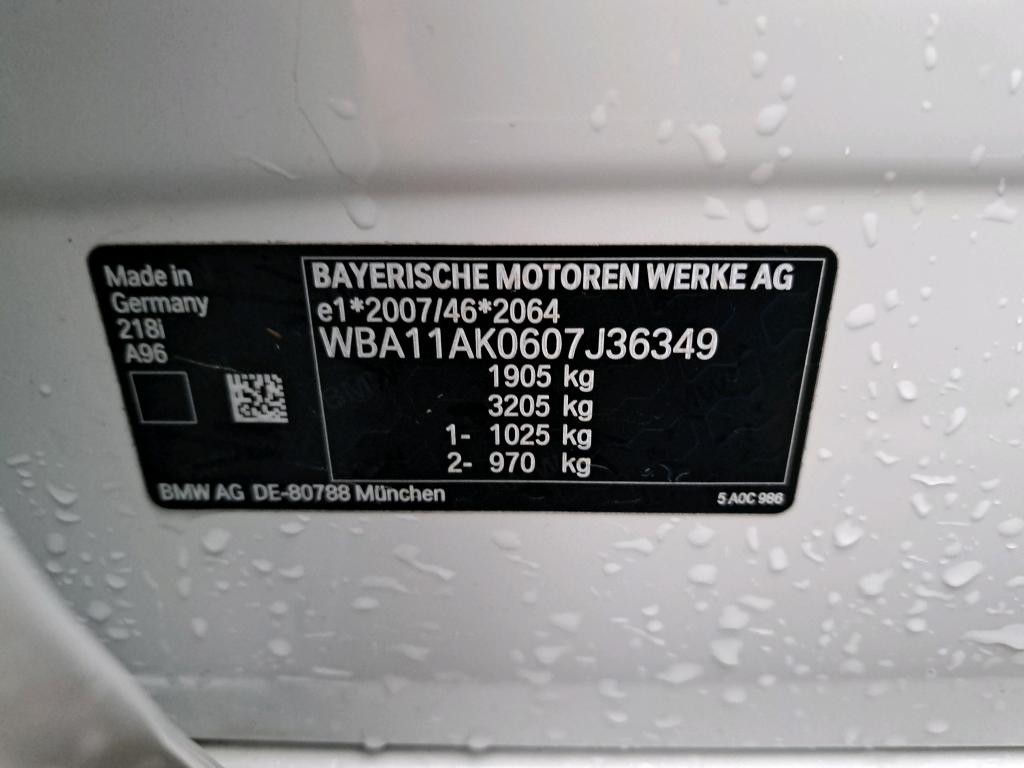 Made in
Germany
218i
A96
BAYERISCHE MOTOREN WERKE AG
e1*2007/46*2064
WBA11AK0607J36349
1905 kg
3205 kg
1- 1025 kg
2- 970 kg
BMW AG DE-80788 München
5 A0C 986